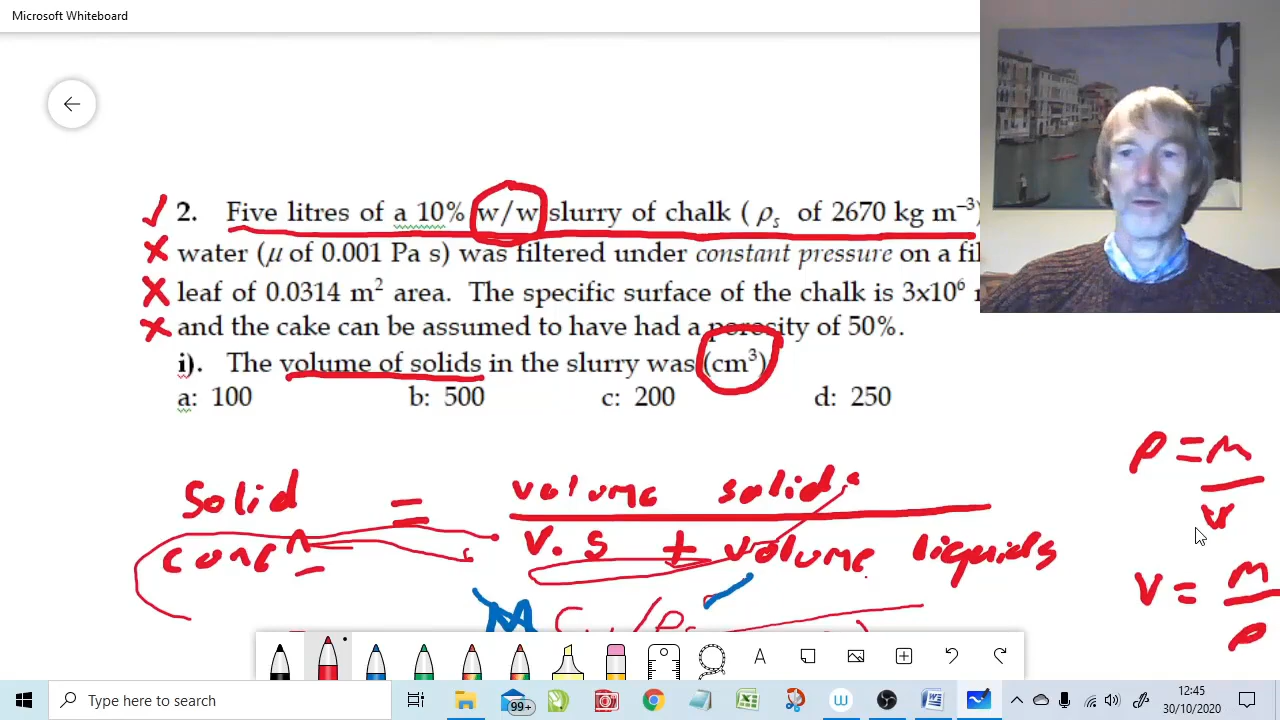 Microsoft Whiteboard
2. Five litres of a 10% w/w slurry of chalk ( ρs of 2670 kg m⁻³)
water (μ of 0.001 Pa s) was filtered under constant pressure on a fil
leaf of 0.0314 m² area. The specific surface of the chalk is 3x10⁶
and the cake can be assumed to have had a porosity of 50%.
i). The volume of solids in the slurry was (cm³)
a: 100 b: 500 c: 200 d: 250
ρ = m
v
Solid = volume solids
concn V.S + volume liquids
V = m
ρ
A
99+
W
12:45
Type here to search
30/10/2020